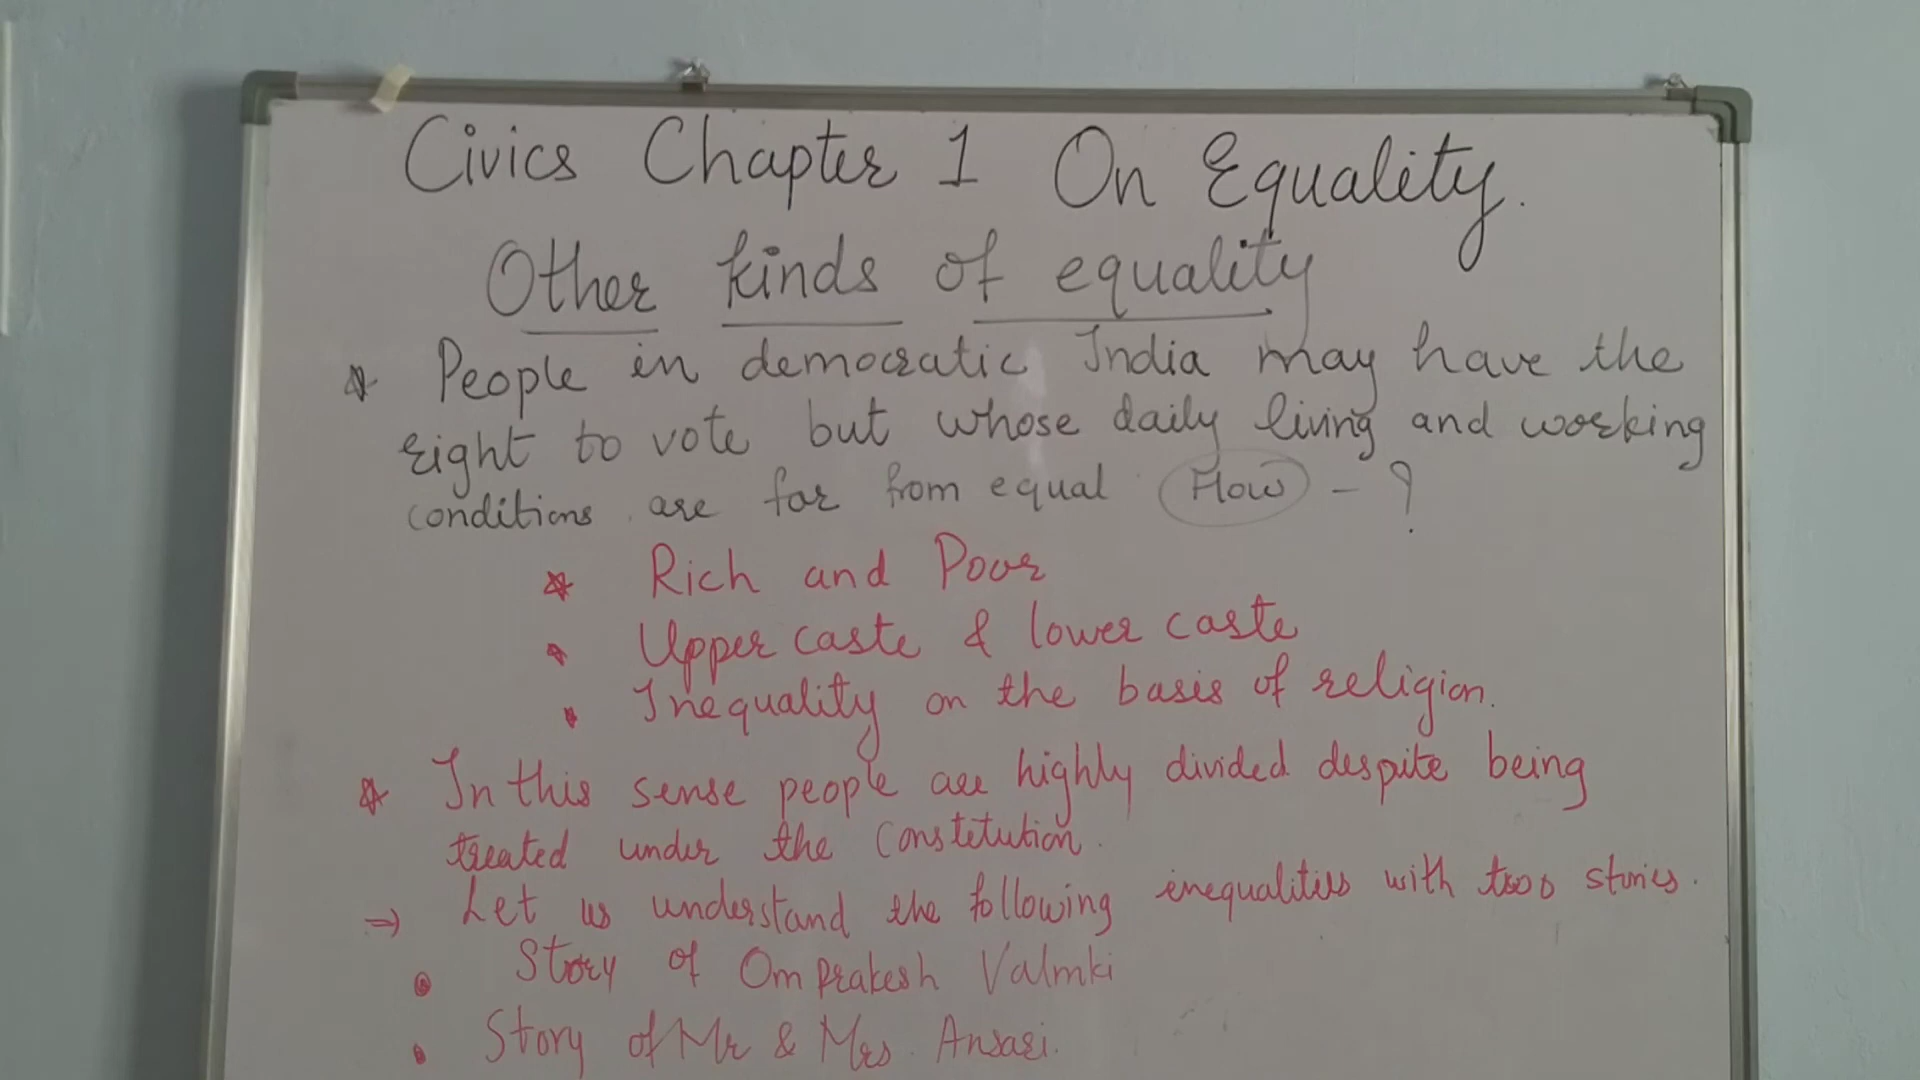 Civics Chapter 1 On Equality.
Other kinds of equality
* People in democratic India may have the
right to vote but whose daily living and working
conditions are far from equal How - ?
* Rich and Poor
* Upper caste & lower caste
* Inequality on the basis of religion.
* In this sense people are highly divided despite being
treated under the Constitution.
⇒ Let us understand the following inequalities with two stories.
• Story of Om Prakesh Valmki
• Story of Mr & Mrs. Ansari.